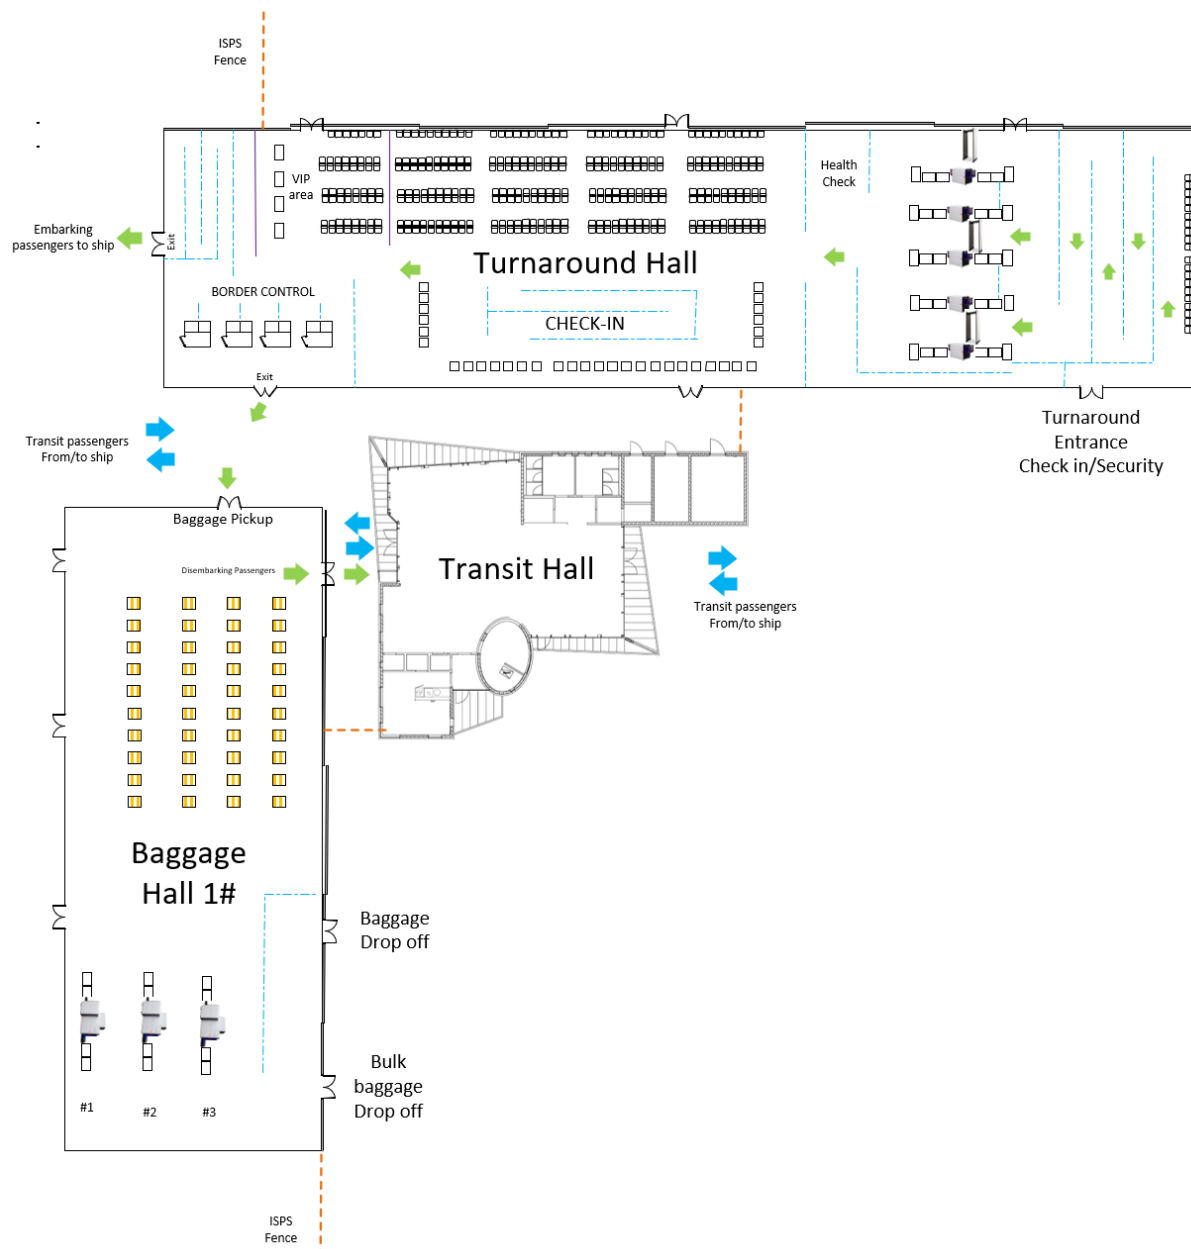 ISPS
Fence
VIP
area
Health
Check
Embarking
passengers to ship
Exit
Turnaround Hall
BORDER CONTROL
CHECK-IN
Exit
Turnaround
Entrance
Check in/Security
Transit passengers
From/to ship
Baggage Pickup
Disembarking Passengers
Transit Hall
Transit passengers
From/to ship
Baggage
Hall 1#
Baggage
Drop off
Bulk
baggage
Drop off
#1
#2
#3
ISPS
Fence